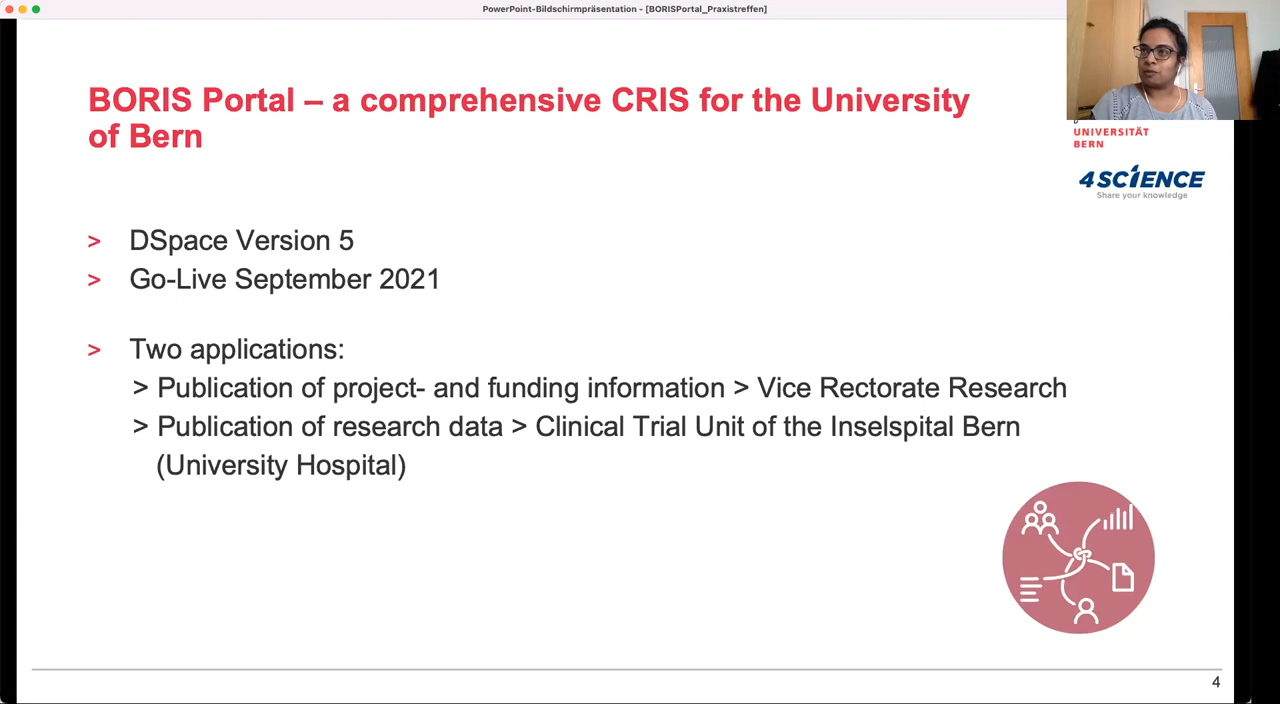 PowerPoint-Bildschirmpräsentation - [BORISPortal_Praxistreffen]
BORIS Portal – a comprehensive CRIS for the University
of Bern
UNIVERSITÄT
BERN
4SCIENCE
Share your knowledge
> DSpace Version 5
> Go-Live September 2021
> Two applications:
> Publication of project- and funding information > Vice Rectorate Research
> Publication of research data > Clinical Trial Unit of the Inselspital Bern
(University Hospital)
4